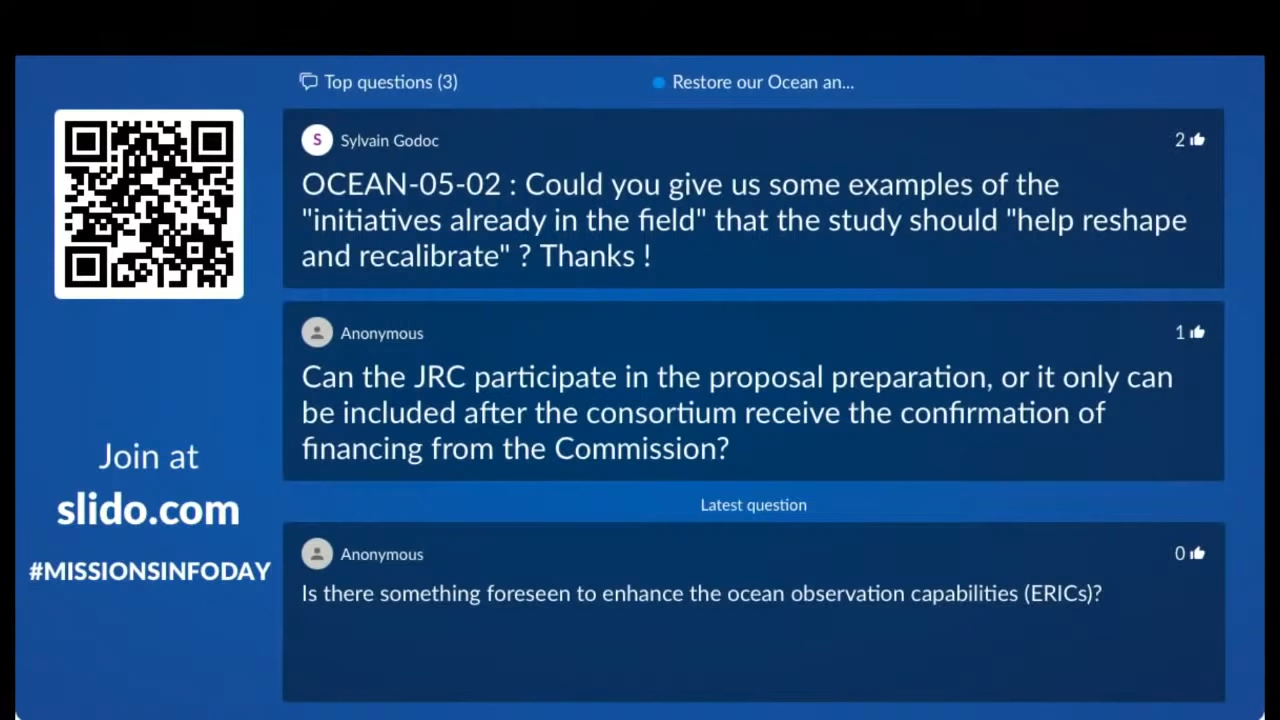 Top questions (3)
Restore our Ocean an...
S Sylvain Godoc
2
OCEAN-05-02 : Could you give us some examples of the
"initiatives already in the field" that the study should "help reshape
and recalibrate" ? Thanks !
Anonymous
1
Can the JRC participate in the proposal preparation, or it only can
be included after the consortium receive the confirmation of
financing from the Commission?
Latest question
Anonymous
0
Is there something foreseen to enhance the ocean observation capabilities (ERICs)?
Join at
slido.com
#MISSIONSINFODAY